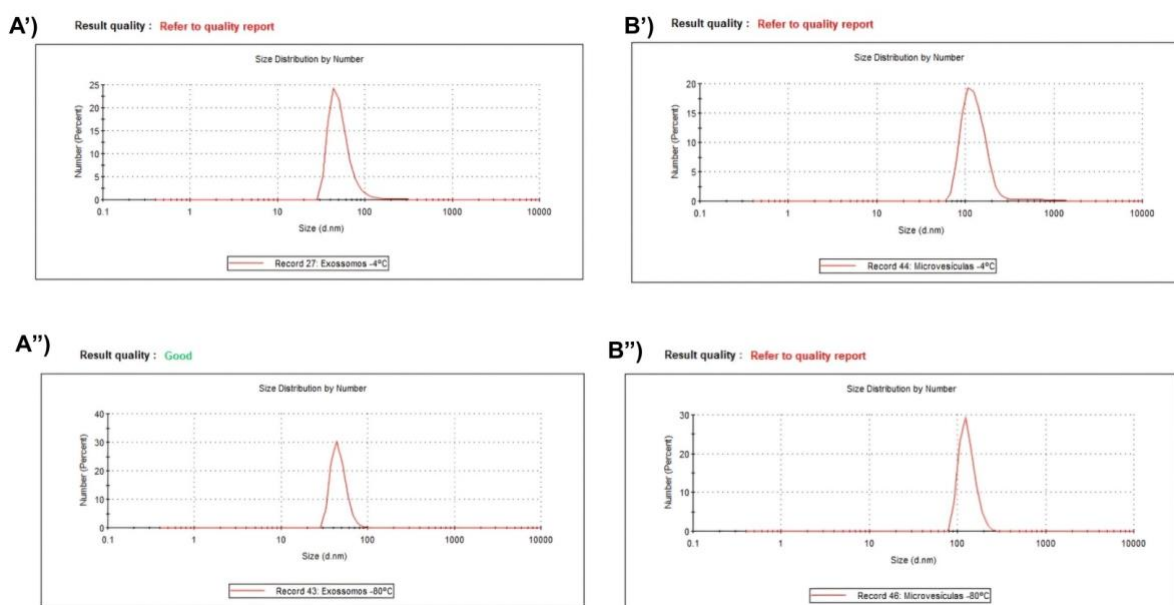 A')
Result quality : Refer to quality report
Size Distribution by Number
Number (Percent)
25
20
15
10
5
0
0.1 1 10 100 1000 10000
Size (d.nm)
Record 27: Exossomos -4ºC
B')
Result quality : Refer to quality report
Size Distribution by Number
Number (Percent)
20
15
10
5
0
0.1 1 10 100 1000 10000
Size (d.nm)
Record 44: Microvesículas -4ºC
A'')
Result quality : Good
Size Distribution by Number
Number (Percent)
40
30
20
10
0
0.1 1 10 100 1000 10000
Size (d.nm)
Record 43: Exossomos -80ºC
B'')
Result quality : Refer to quality report
Size Distribution by Number
Number (Percent)
30
20
10
0
0.1 1 10 100 1000 10000
Size (d.nm)
Record 46: Microvesículas -80ºC